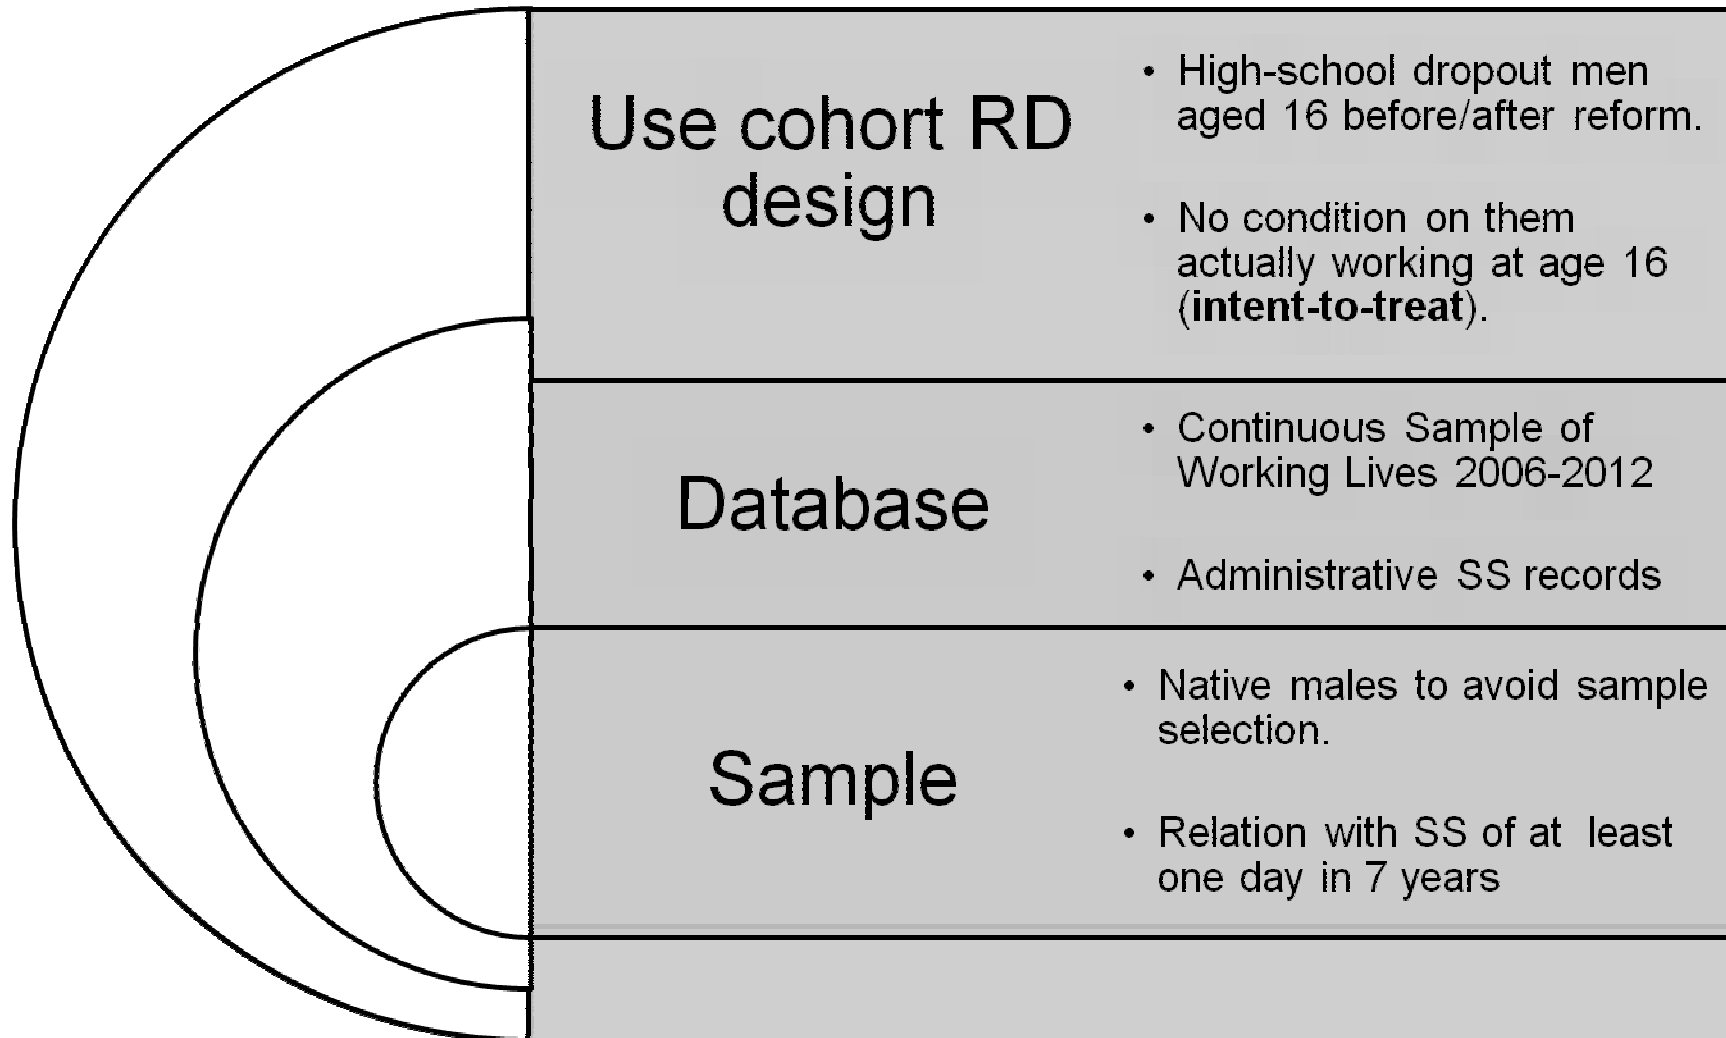 Use cohort RD
design
• High-school dropout men
aged 16 before/after reform.
• No condition on them
actually working at age 16
(intent-to-treat).
Database
• Continuous Sample of
Working Lives 2006-2012
• Administrative SS records
Sample
• Native males to avoid sample
selection.
• Relation with SS of at least
one day in 7 years